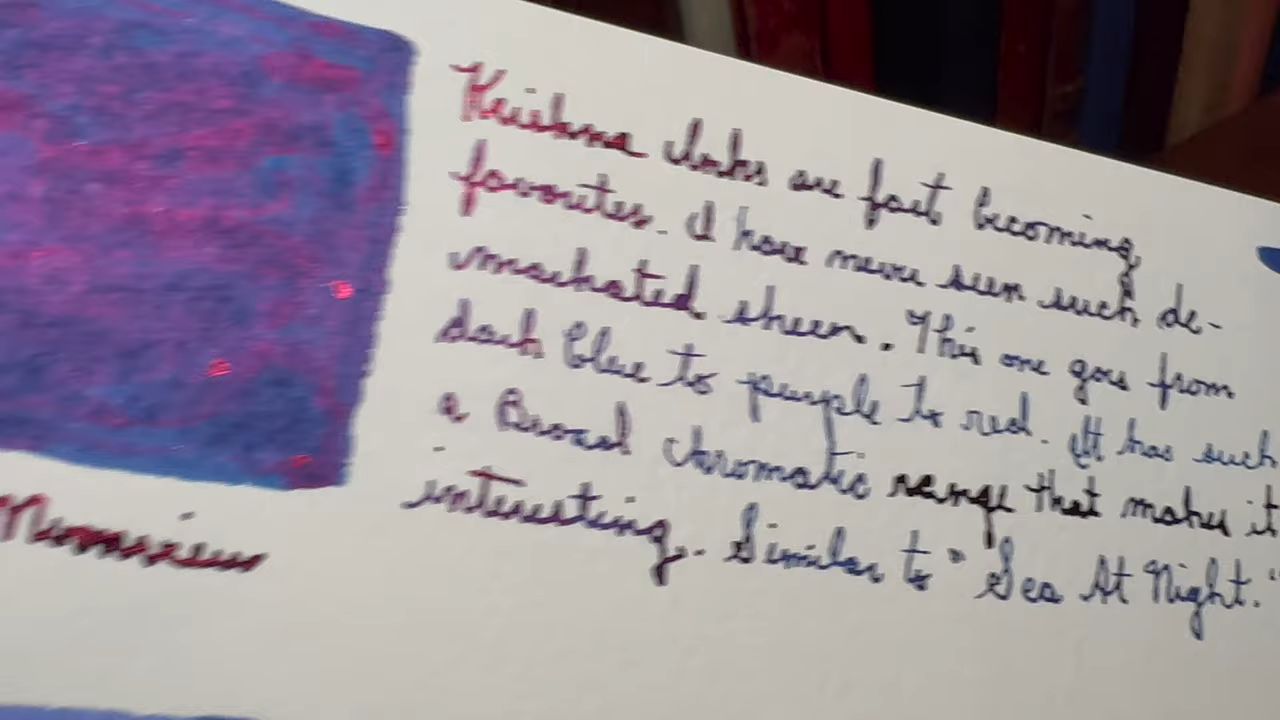 Krishna Inks are fast becoming
favorites. I have never seen such de-
machated sheen. This one goes from
dark blue to purple to red. It has such
a Broad chromatic range that makes it
interesting. Similar to "Sea At Night."